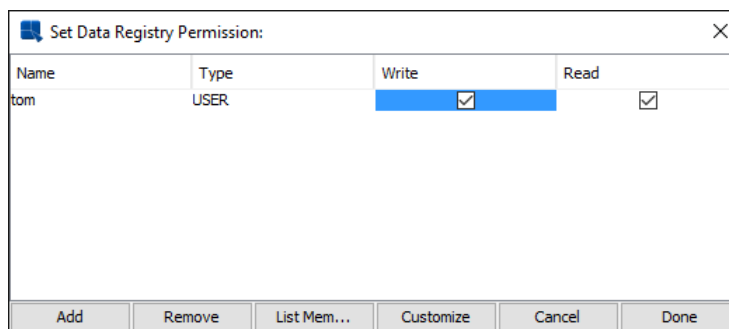 Set Data Registry Permission:
Name Type Write Read
tom USER
Add Remove List Mem... Customize Cancel Done